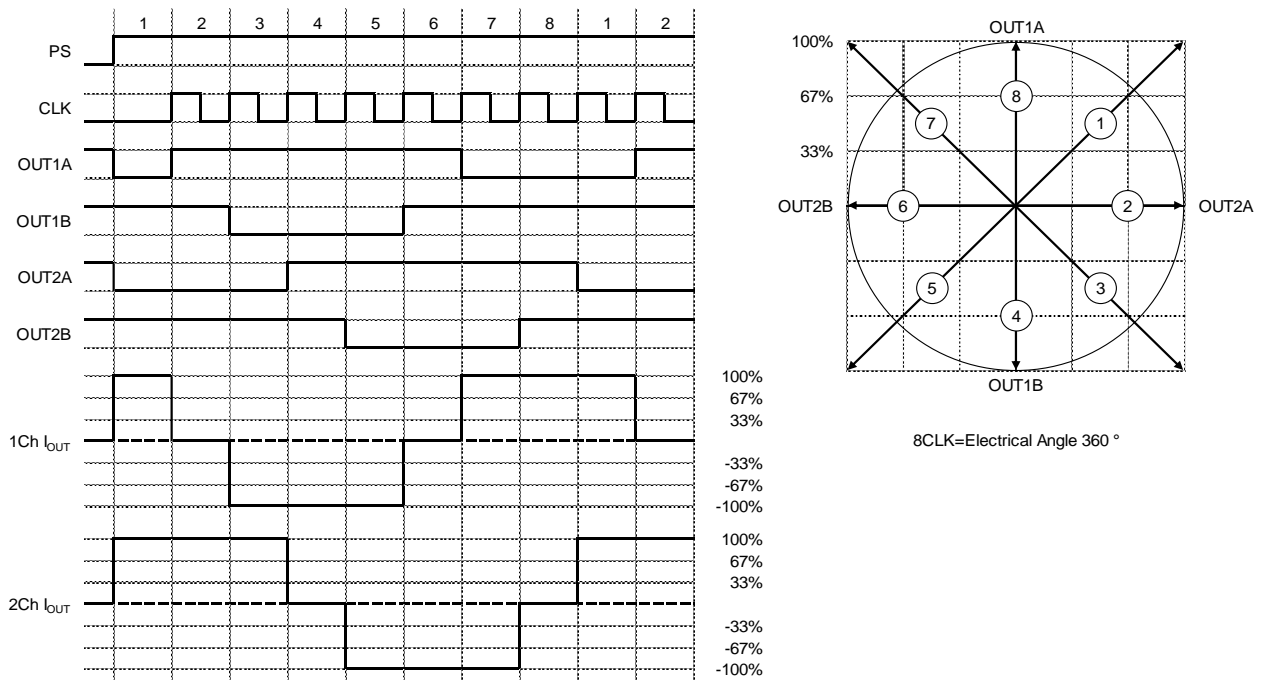 1 2 3 4 5 6 7 8 1 2
PS
CLK
OUT1A
OUT1B
OUT2A
OUT2B
1Ch IOUT
100%
67%
33%
-33%
-67%
-100%
2Ch IOUT
100%
67%
33%
-33%
-67%
-100%
OUT1A
100%
67%
33%
8
7
1
OUT2B
6
2
OUT2A
5
3
4
OUT1B
8CLK=Electrical Angle 360 °